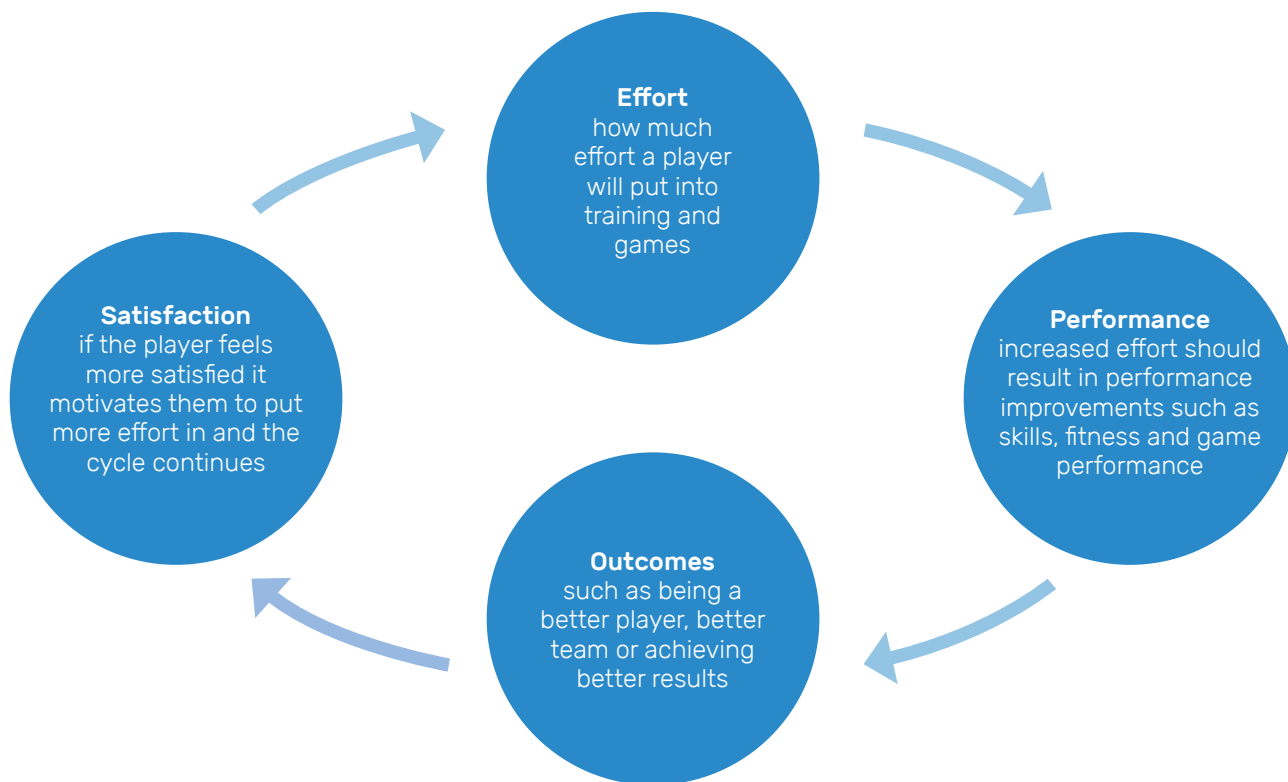 Effort
how much
effort a player
will put into
training and
games
Performance
increased effort should
result in performance
improvements such as
skills, fitness and game
performance
Outcomes
such as being a
better player, better
team or achieving
better results
Satisfaction
if the player feels
more satisfied it
motivates them to put
more effort in and the
cycle continues